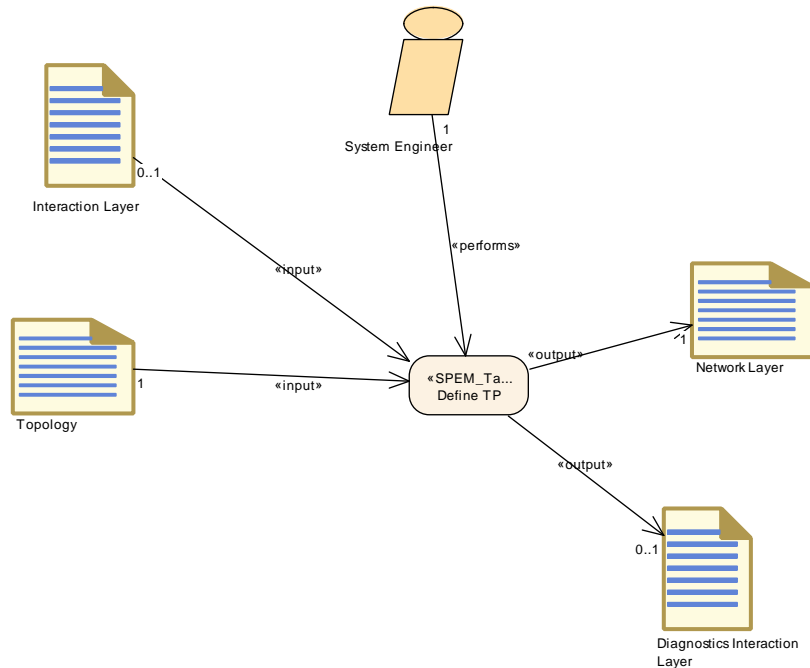 1
System Engineer
0..1
Interaction Layer
«performs»
«input»
«output»
1
Network Layer
«SPEM_Ta...
Define TP
1
«input»
Topology
«output»
0..1
Diagnostics Interaction
Layer